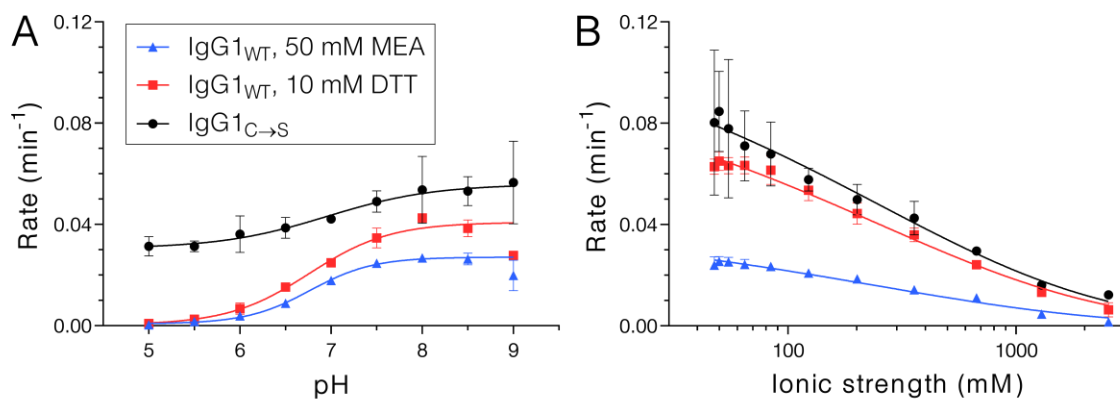 A
IgG1WT, 50 mM MEA
IgG1WT, 10 mM DTT
IgG1C→S
Rate (min⁻¹)
0.12
0.08
0.04
0.00
5 6 7 8 9
pH
B
Rate (min⁻¹)
0.12
0.08
0.04
0.00
100 1000
Ionic strength (mM)